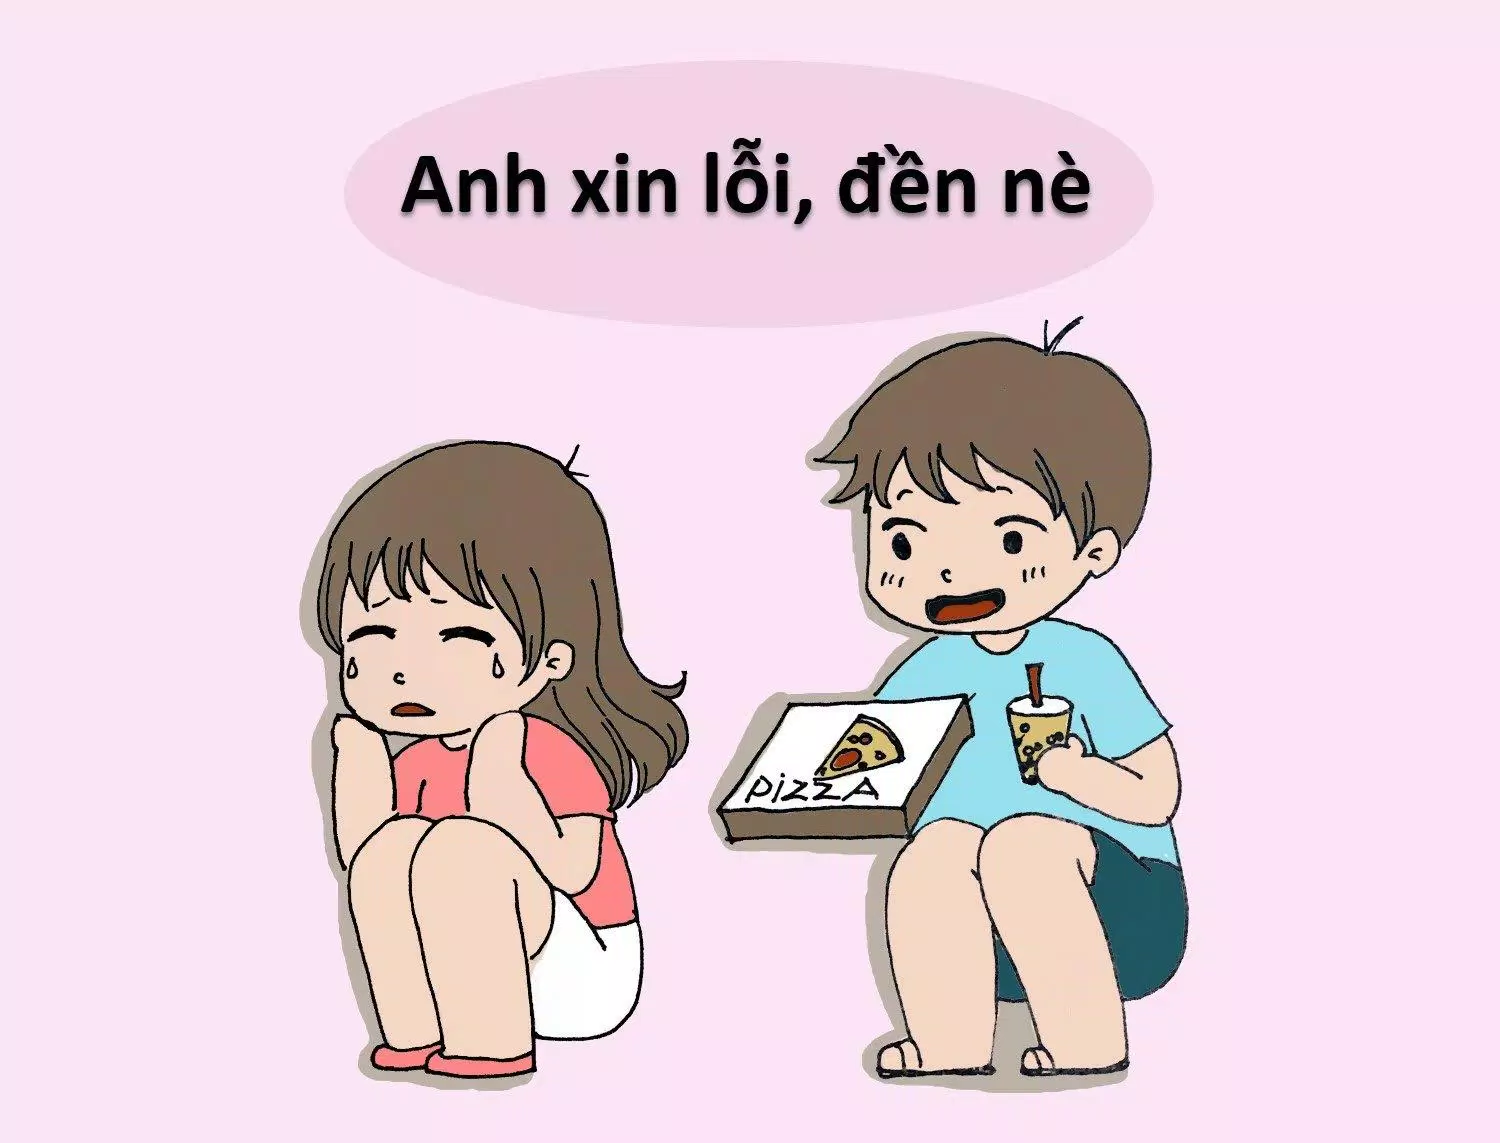 Anh xin lỗi, đền nè
PizzA